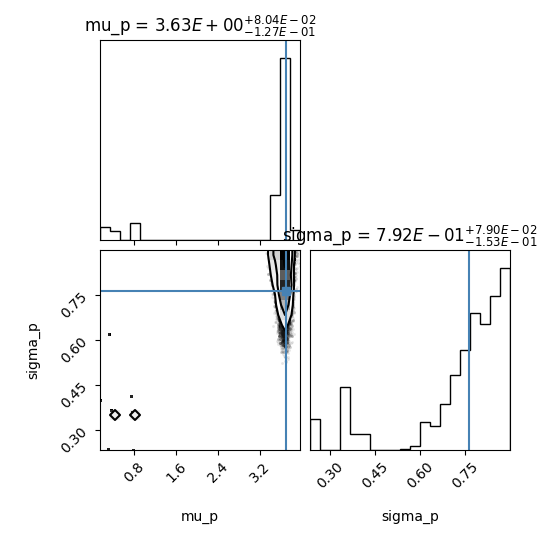 mu_p = 3.63E + 00+8.04E − 02 −1.27E − 01
sigma_p = 7.92E − 01+7.90E − 02 −1.53E − 01
sigma_p
0.75
0.60
0.45
0.30
0.8 1.6 2.4 3.2
0.30 0.45 0.60 0.75
mu_p
sigma_p